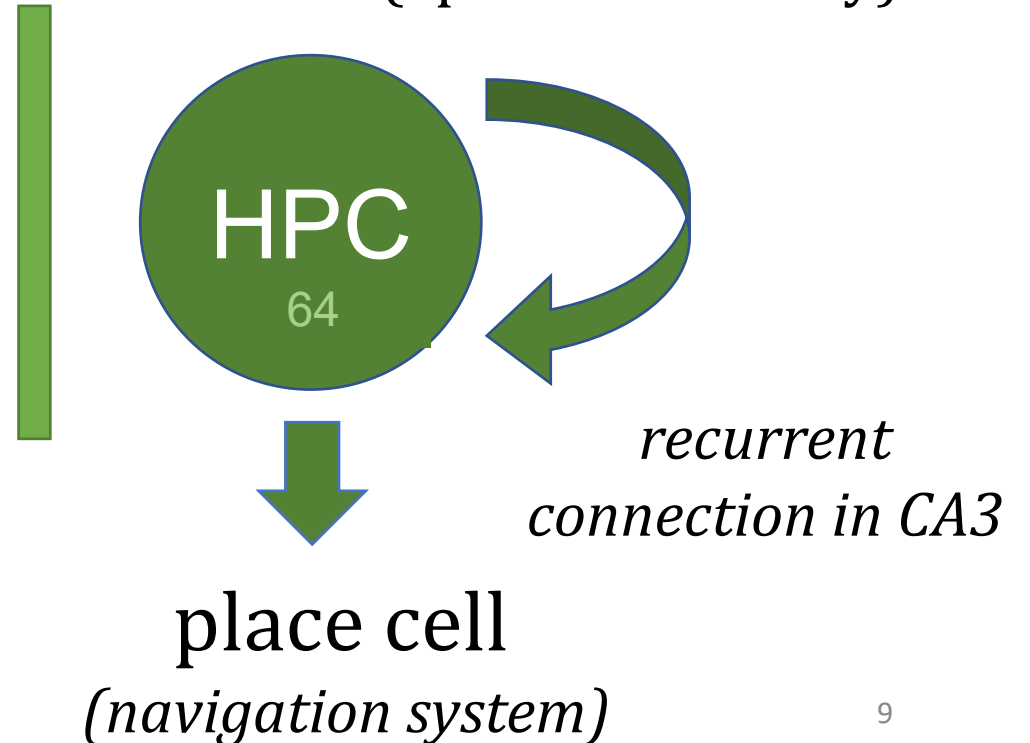 HPC
64
recurrent
connection in CA3
place cell
(navigation system)
9